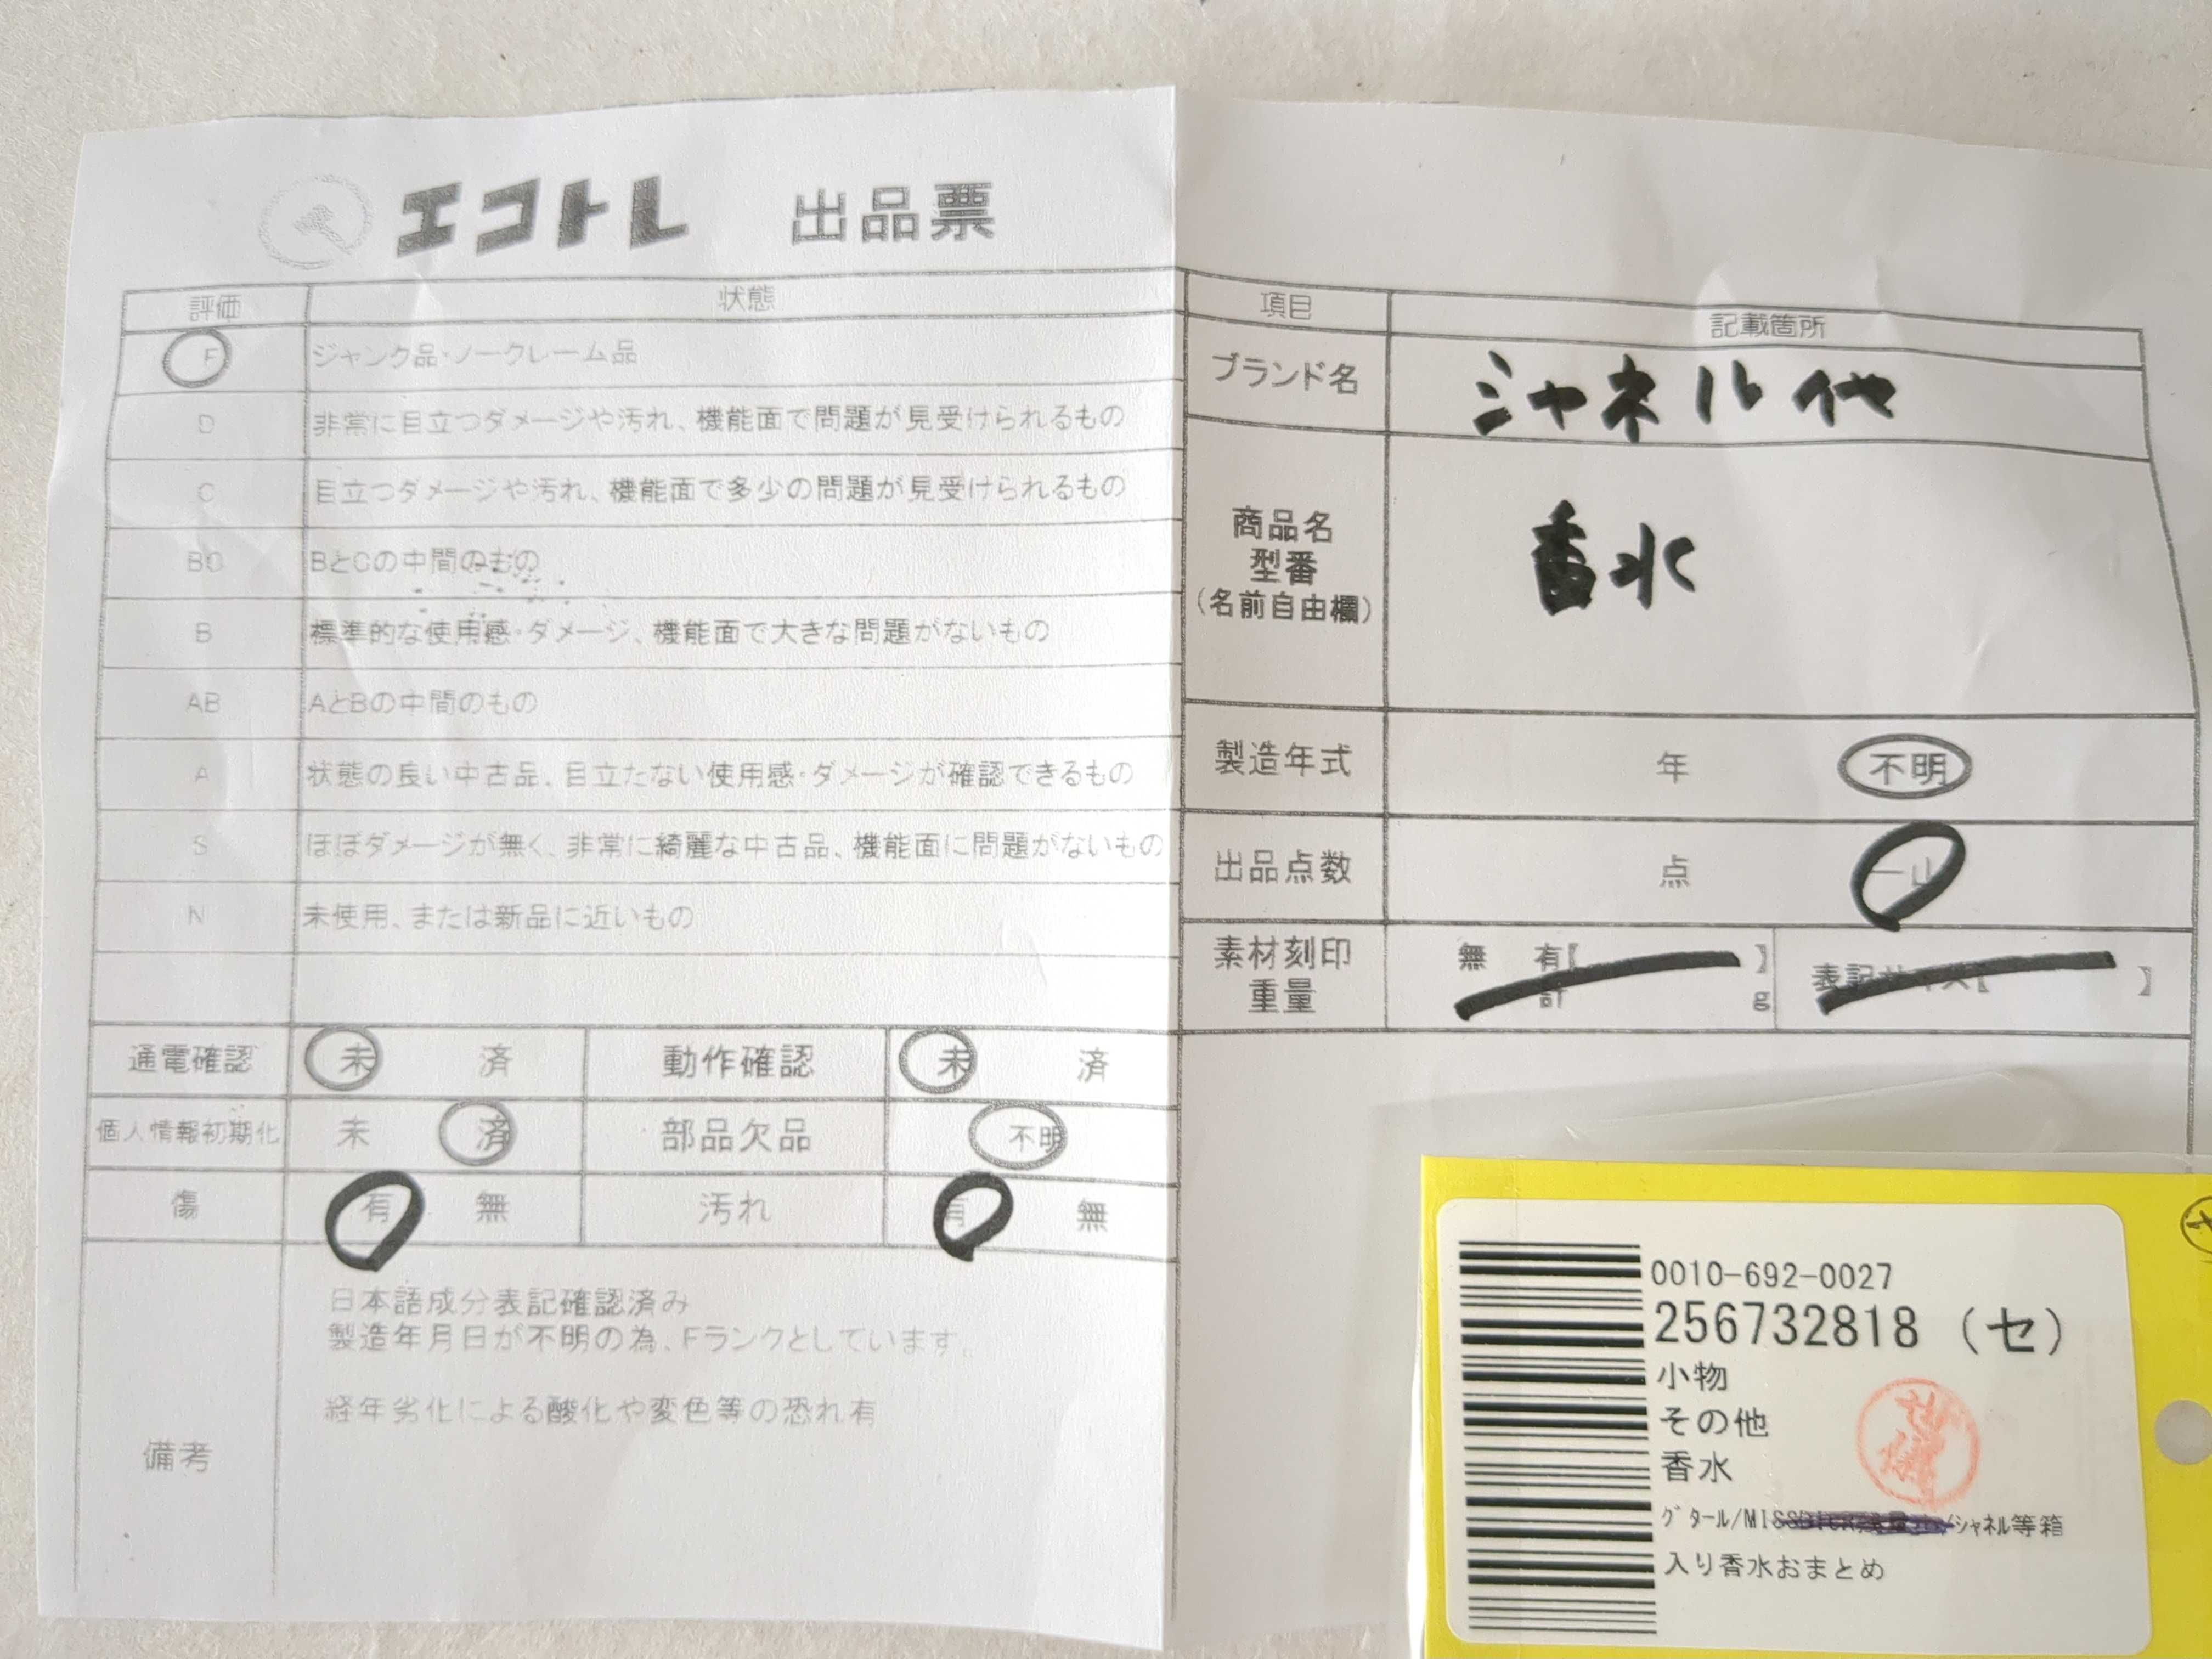 エコトレ 出品票
評価 状態
F ジャンク品・ノークレーム品
D 非常に目立つダメージや汚れ、機能面で問題が見受けられるもの
C 目立つダメージや汚れ、機能面で多少の問題が見受けられるもの
BC BとCの中間のもの
B 標準的な使用感・ダメージ、機能面で大きな問題がないもの
AB AとBの中間のもの
A 状態の良い中古品、目立たない使用感・ダメージが確認できるもの
S ほぼダメージが無く、非常に綺麗な中古品、機能面に問題がないもの
N 未使用、または新品に近いもの
通電確認 未 済 動作確認 未 済
個人情報初期化 未 済 部品欠品 不明
傷 有 無 汚れ 有 無
備考
日本語成分表記確認済み
製造年月日が不明の為、Fランクとしています。
経年劣化による酸化や変色等の恐れ有
項目 記載箇所
ブランド名 シャネル他
商品名
型番
(名前自由欄)
香水
製造年式 年 不明
出品点数 点 一山
素材刻印
重量
無 有【 】
計 g
表記サイズ【 】
0010-692-0027
256732818 (セ)
小物
その他
香水
グタール/MISS /シャネル等箱
入り香水おまとめ